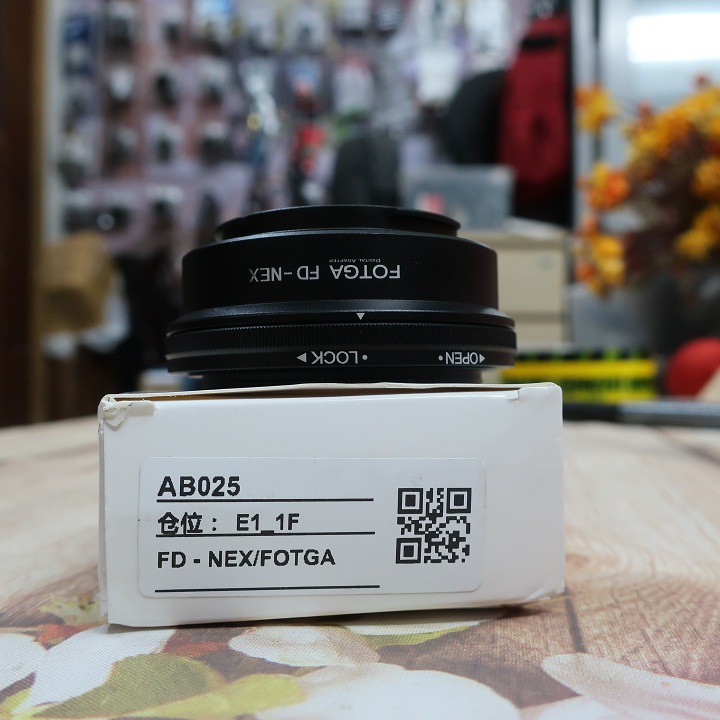 FOTGA FD-NEX
DIGITAL ADAPTER
◄OPEN• •LOCK►
AB025
仓位： E1_1F
FD - NEX/FOTGA